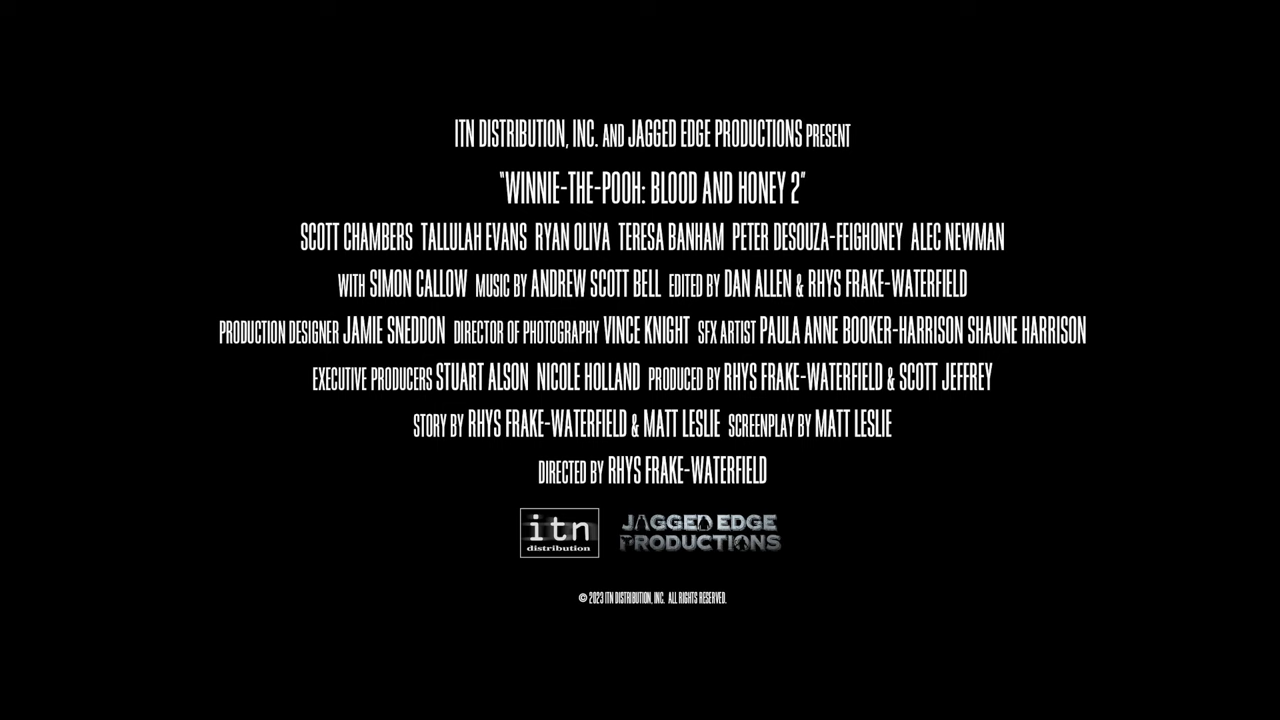 ITN DISTRIBUTION, INC. AND JAGGED EDGE PRODUCTIONS PRESENT
"WINNIE-THE-POOH: BLOOD AND HONEY 2"
SCOTT CHAMBERS TALLULAH EVANS RYAN OLIVA TERESA BANHAM PETER DESOUZA-FEIGHONEY ALEC NEWMAN
WITH SIMON CALLOW MUSIC BY ANDREW SCOTT BELL EDITED BY DAN ALLEN & RHYS FRAKE-WATERFIELD
PRODUCTION DESIGNER JAMIE SNEDDON DIRECTOR OF PHOTOGRAPHY VINCE KNIGHT SFX ARTIST PAULA ANNE BOOKER-HARRISON SHAUNE HARRISON
EXECUTIVE PRODUCERS STUART ALSON NICOLE HOLLAND PRODUCED BY RHYS FRAKE-WATERFIELD & SCOTT JEFFREY
STORY BY RHYS FRAKE-WATERFIELD & MATT LESLIE SCREENPLAY BY MATT LESLIE
DIRECTED BY RHYS FRAKE-WATERFIELD
itn
distribution
JAGGED EDGE
PRODUCTIONS
© 2023 ITN DISTRIBUTION, INC. ALL RIGHTS RESERVED.